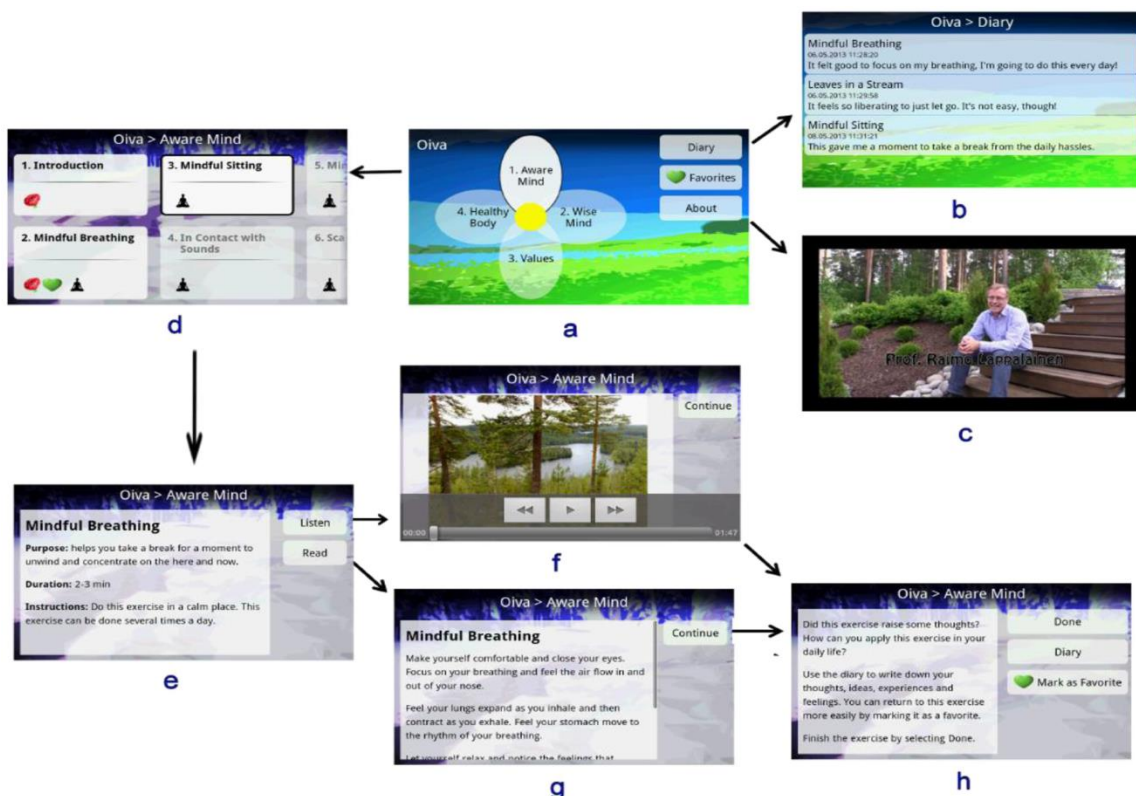 Oiva > Diary
Mindful Breathing
06.05.2013 11:28:20
It felt good to focus on my breathing, I'm going to do this every day!
Leaves in a Stream
06.05.2013 11:29:58
It feels so liberating to just let go. It's not easy, though!
Mindful Sitting
08.05.2013 11:31:21
This gave me a moment to take a break from the daily hassles.
b
Oiva > Aware Mind
1. Introduction
3. Mindful Sitting
2. Mindful Breathing
4. In Contact with
Sounds
6. Sca
d
Oiva
1. Aware
Mind
4. Healthy
Body
2. Wise
Mind
3. Values
Diary
Favorites
About
a
Prof. Raimo Lappalainen
c
Oiva > Aware Mind
Continue
00:00
01:47
f
Oiva > Aware Mind
Mindful Breathing
Purpose: helps you take a break for a moment to
unwind and concentrate on the here and now.
Duration: 2-3 min
Instructions: Do this exercise in a calm place. This
exercise can be done several times a day.
Listen
Read
e
Oiva > Aware Mind
Mindful Breathing
Make yourself comfortable and close your eyes.
Focus on your breathing and feel the air flow in and
out of your nose.
Feel your lungs expand as you inhale and then
contract as you exhale. Feel your stomach move to
the rhythm of your breathing.
Let yourself relax and notice the feelings that
Continue
g
Oiva > Aware Mind
Did this exercise raise some thoughts?
How can you apply this exercise in your
daily life?
Use the diary to write down your
thoughts, ideas, experiences and
feelings. You can return to this exercise
more easily by marking it as a favorite.
Finish the exercise by selecting Done.
Done
Diary
Mark as Favorite
h